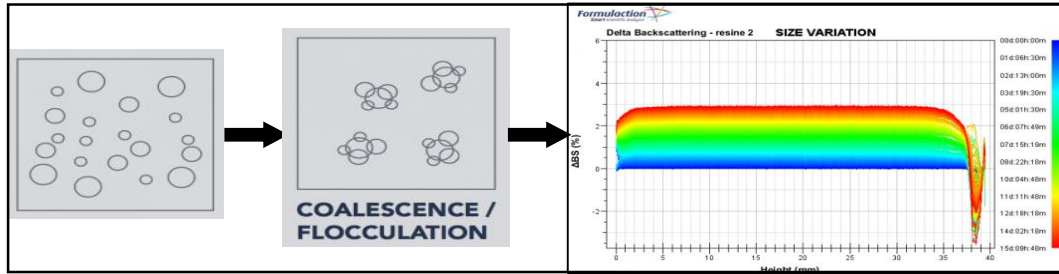 COALESCENCE /
FLOCCULATION
Formulaction
Smart scientific analysis
Delta Backscattering - resine 2 SIZE VARIATION
ΔBS (%)
6
4
2
0
-2
0 5 10 15 20 25 30 35 40
Height (mm)
00d:00h:00m
01d:06h:30m
02d:13h:00m
03d:19h:30m
05d:01h:30m
06d:07h:49m
07d:15h:19m
08d:22h:18m
10d:04h:48m
11d:11h:48m
12d:18h:18m
14d:02h:18m
15d:09h:48m